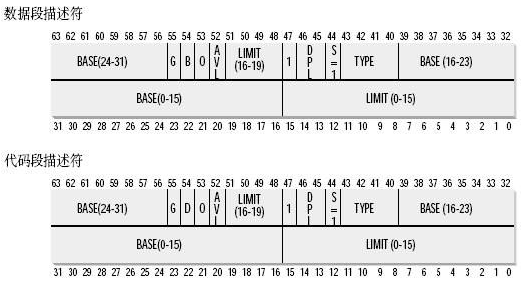 数据段描述符
63 62 61 60 59 58 57 56 55 54 53 52 51 50 49 48 47 46 45 44 43 42 41 40 39 38 37 36 35 34 33 32
BASE(24-31) G B 0 AVL LIMIT (16-19) 1 DPL S=1 TYPE BASE (16-23)
BASE(0-15) LIMIT (0-15)
31 30 29 28 27 26 25 24 23 22 21 20 19 18 17 16 15 14 13 12 11 10 9 8 7 6 5 4 3 2 1 0
代码段描述符
63 62 61 60 59 58 57 56 55 54 53 52 51 50 49 48 47 46 45 44 43 42 41 40 39 38 37 36 35 34 33 32
BASE(24-31) G D 0 AVL LIMIT (16-19) 1 DPL S=1 TYPE BASE (16-23)
BASE(0-15) LIMIT (0-15)
31 30 29 28 27 26 25 24 23 22 21 20 19 18 17 16 15 14 13 12 11 10 9 8 7 6 5 4 3 2 1 0